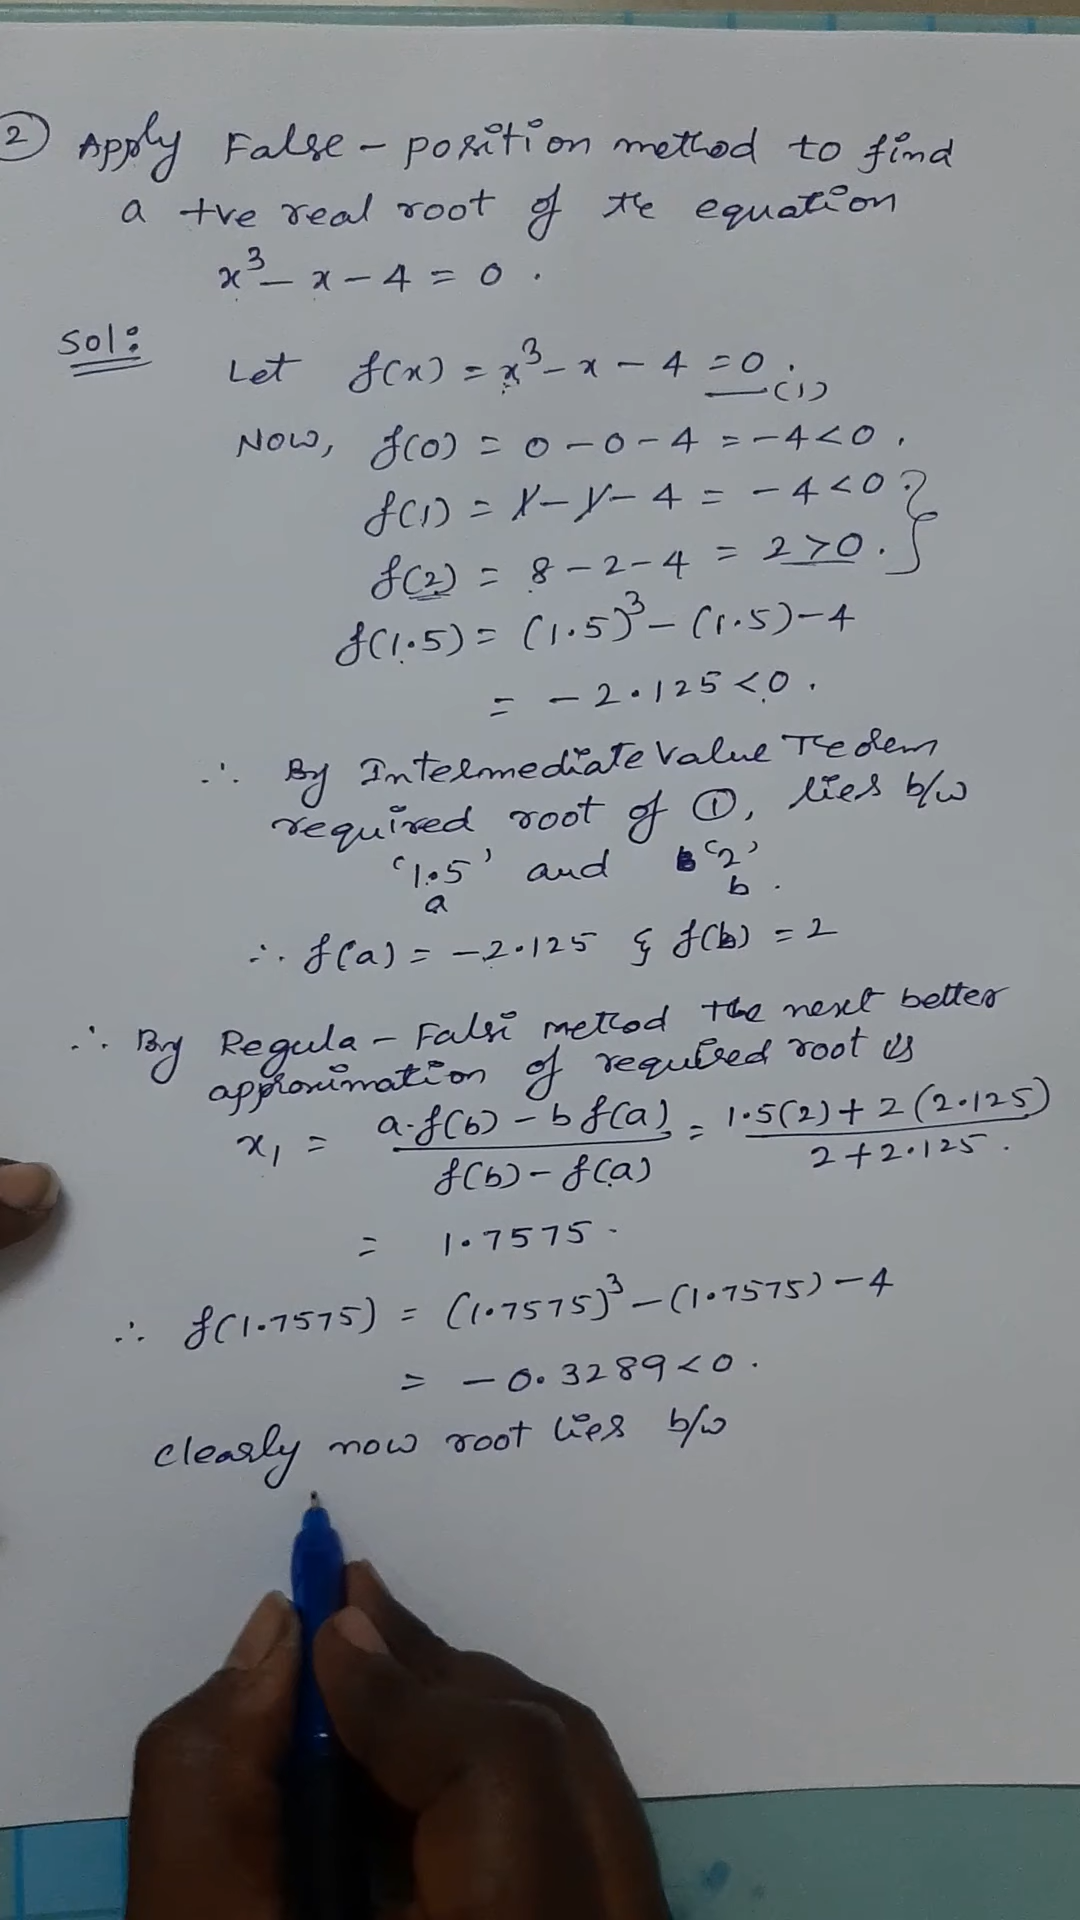 2 Apply False-position method to find
a +ve real root of the equation
x³ - x - 4 = 0 .
Sol:
Let f(x) = x³ - x - 4 = 0 . (1)
Now, f(0) = 0 - 0 - 4 = -4 < 0 .
f(1) = 1 - 1 - 4 = -4 < 0 .
f(2) = 8 - 2 - 4 = 2 > 0 . }
f(1.5) = (1.5)³ - (1.5) - 4
= - 2.125 < 0 .
∴ By Intermediate Value Theorem
required root of ①, lies b/w
'1.5' and '2'
a b .
∴ f(a) = -2.125 & f(b) = 2
∴ By Regula - Falsi method the next better
approximation of required root is
x₁ = a.f(b) - b f(a) / f(b) - f(a) = 1.5(2) + 2(2.125) / 2 + 2.125 .
= 1.7575 .
∴ f(1.7575) = (1.7575)³ - (1.7575) - 4
= - 0.3289 < 0 .
clearly now root lies b/w